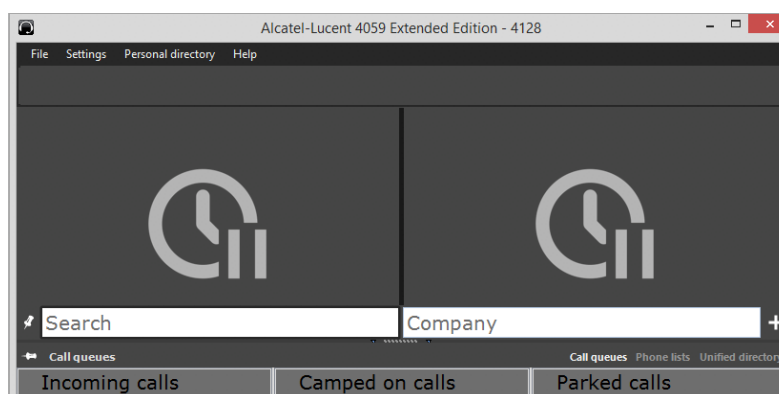 Alcatel-Lucent 4059 Extended Edition - 4128
File Settings Personal directory Help
Search Company
Call queues Call queues Phone lists Unified directory
Incoming calls Camped on calls Parked calls